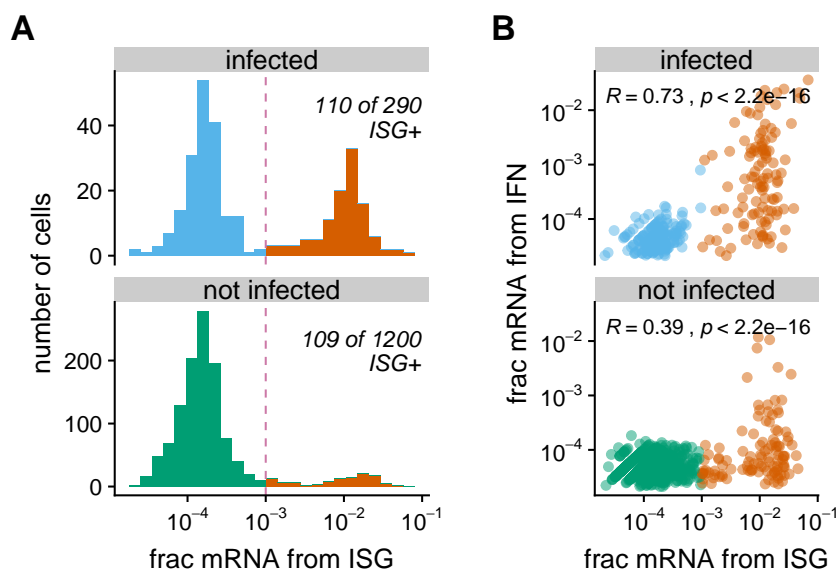 A
infected
110 of 290
ISG+
40
20
0
not infected
109 of 1200
ISG+
200
100
0
number of cells
10⁻⁴
10⁻³
10⁻²
10⁻¹
frac mRNA from ISG
B
infected
R = 0.73 , p < 2.2e−16
10⁻²
10⁻³
10⁻⁴
not infected
R = 0.39 , p < 2.2e−16
10⁻²
10⁻³
10⁻⁴
frac mRNA from IFN
10⁻⁴
10⁻³
10⁻²
10⁻¹
frac mRNA from ISG